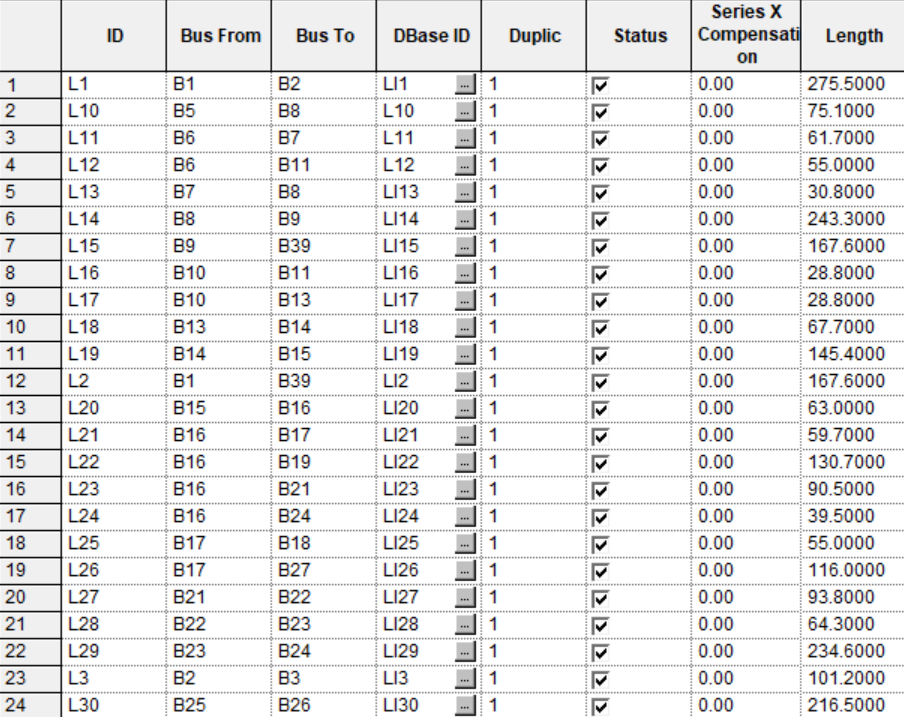 ID Bus From Bus To DBase ID Duplic Status Series X Compensati on Length
1 L1 B1 B2 LI1 ... 1 0.00 275.5000
2 L10 B5 B8 L10 ... 1 0.00 75.1000
3 L11 B6 B7 L11 ... 1 0.00 61.7000
4 L12 B6 B11 L12 ... 1 0.00 55.0000
5 L13 B7 B8 LI13 ... 1 0.00 30.8000
6 L14 B8 B9 LI14 ... 1 0.00 243.3000
7 L15 B9 B39 LI15 ... 1 0.00 167.6000
8 L16 B10 B11 LI16 ... 1 0.00 28.8000
9 L17 B10 B13 LI17 ... 1 0.00 28.8000
10 L18 B13 B14 LI18 ... 1 0.00 67.7000
11 L19 B14 B15 LI19 ... 1 0.00 145.4000
12 L2 B1 B39 LI2 ... 1 0.00 167.6000
13 L20 B15 B16 LI20 ... 1 0.00 63.0000
14 L21 B16 B17 LI21 ... 1 0.00 59.7000
15 L22 B16 B19 LI22 ... 1 0.00 130.7000
16 L23 B16 B21 LI23 ... 1 0.00 90.5000
17 L24 B16 B24 LI24 ... 1 0.00 39.5000
18 L25 B17 B18 LI25 ... 1 0.00 55.0000
19 L26 B17 B27 LI26 ... 1 0.00 116.0000
20 L27 B21 B22 LI27 ... 1 0.00 93.8000
21 L28 B22 B23 LI28 ... 1 0.00 64.3000
22 L29 B23 B24 LI29 ... 1 0.00 234.6000
23 L3 B2 B3 LI3 ... 1 0.00 101.2000
24 L30 B25 B26 LI30 ... 1 0.00 216.5000